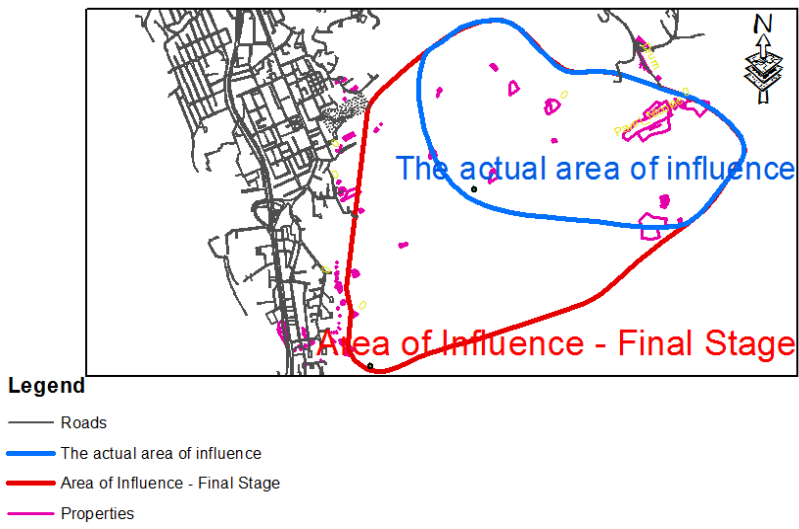 N
The actual area of influence
Area of Influence - Final Stage
Legend
Roads
The actual area of influence
Area of Influence - Final Stage
Properties